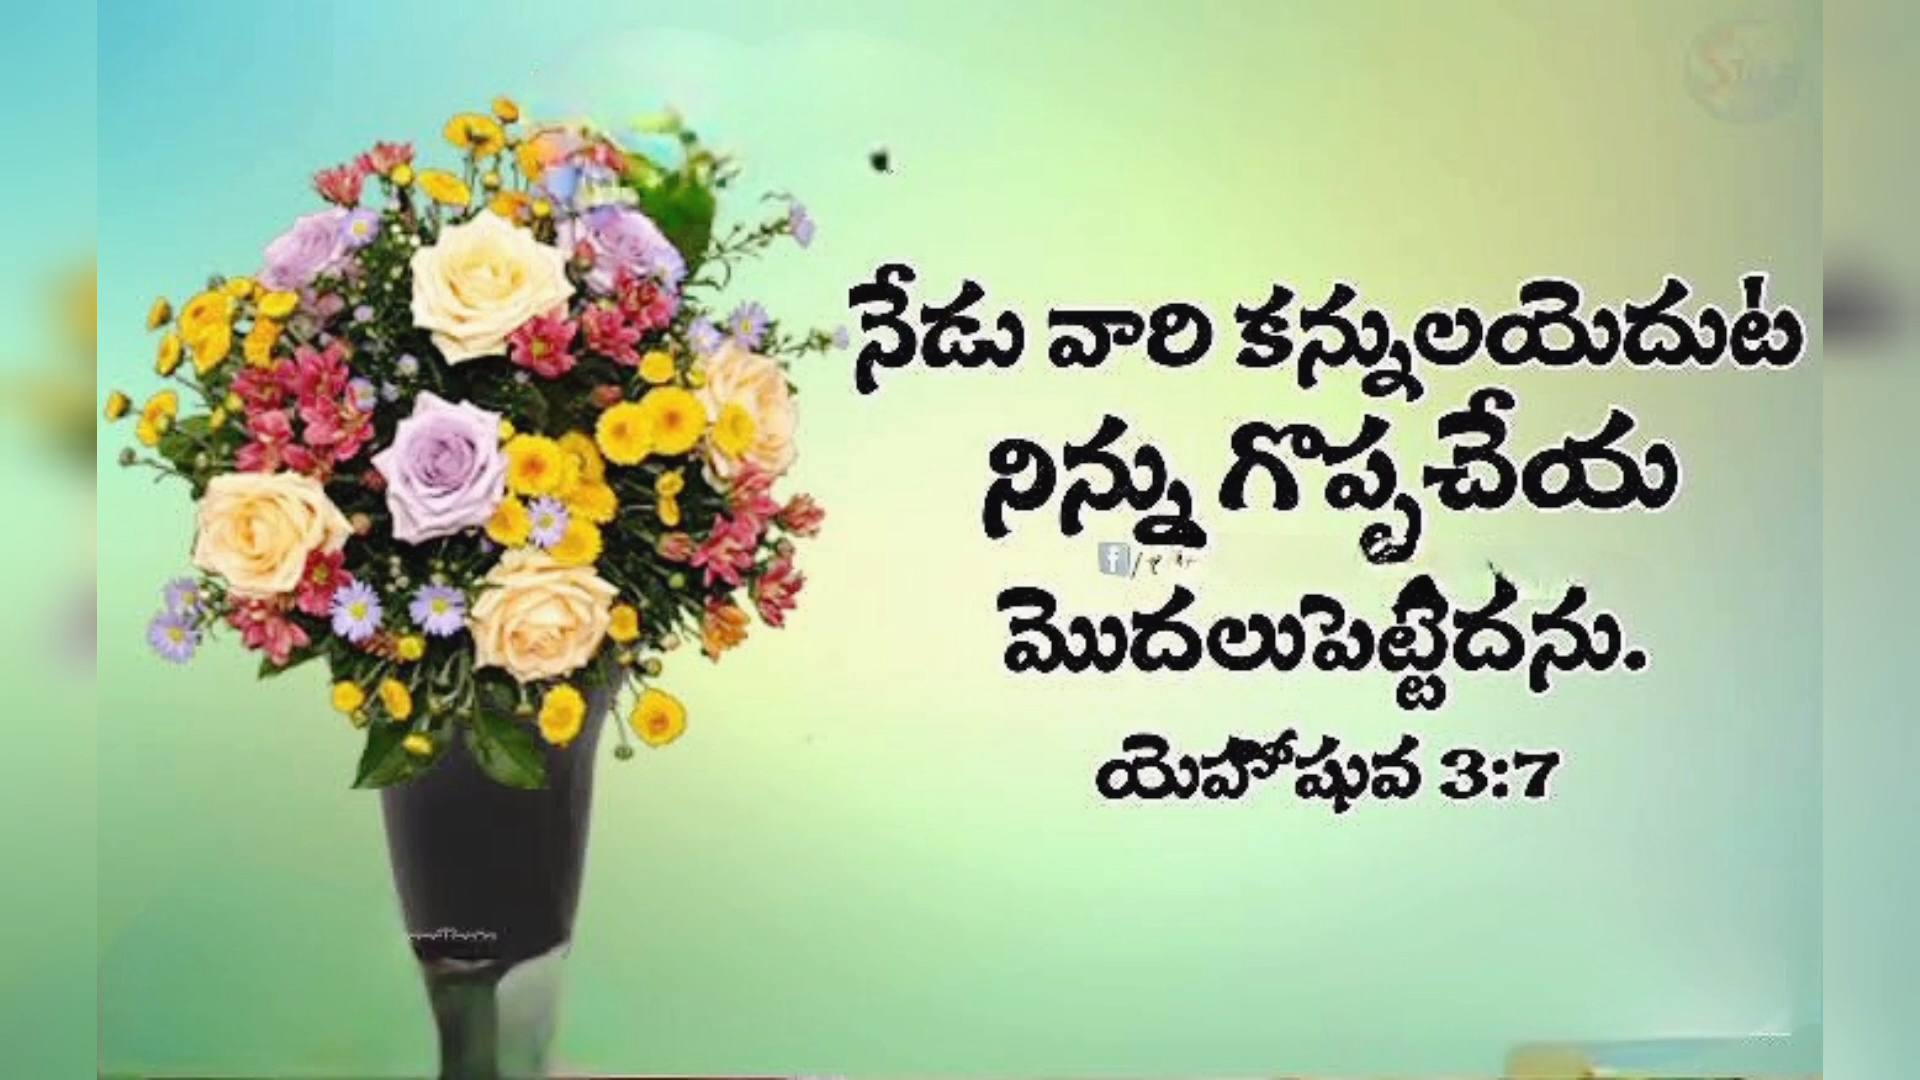 నేడు వారి కన్నులయెదుట
నిన్ను గొప్పచేయ
మొదలుపెట్టెదను.
యెహోషువ 3:7